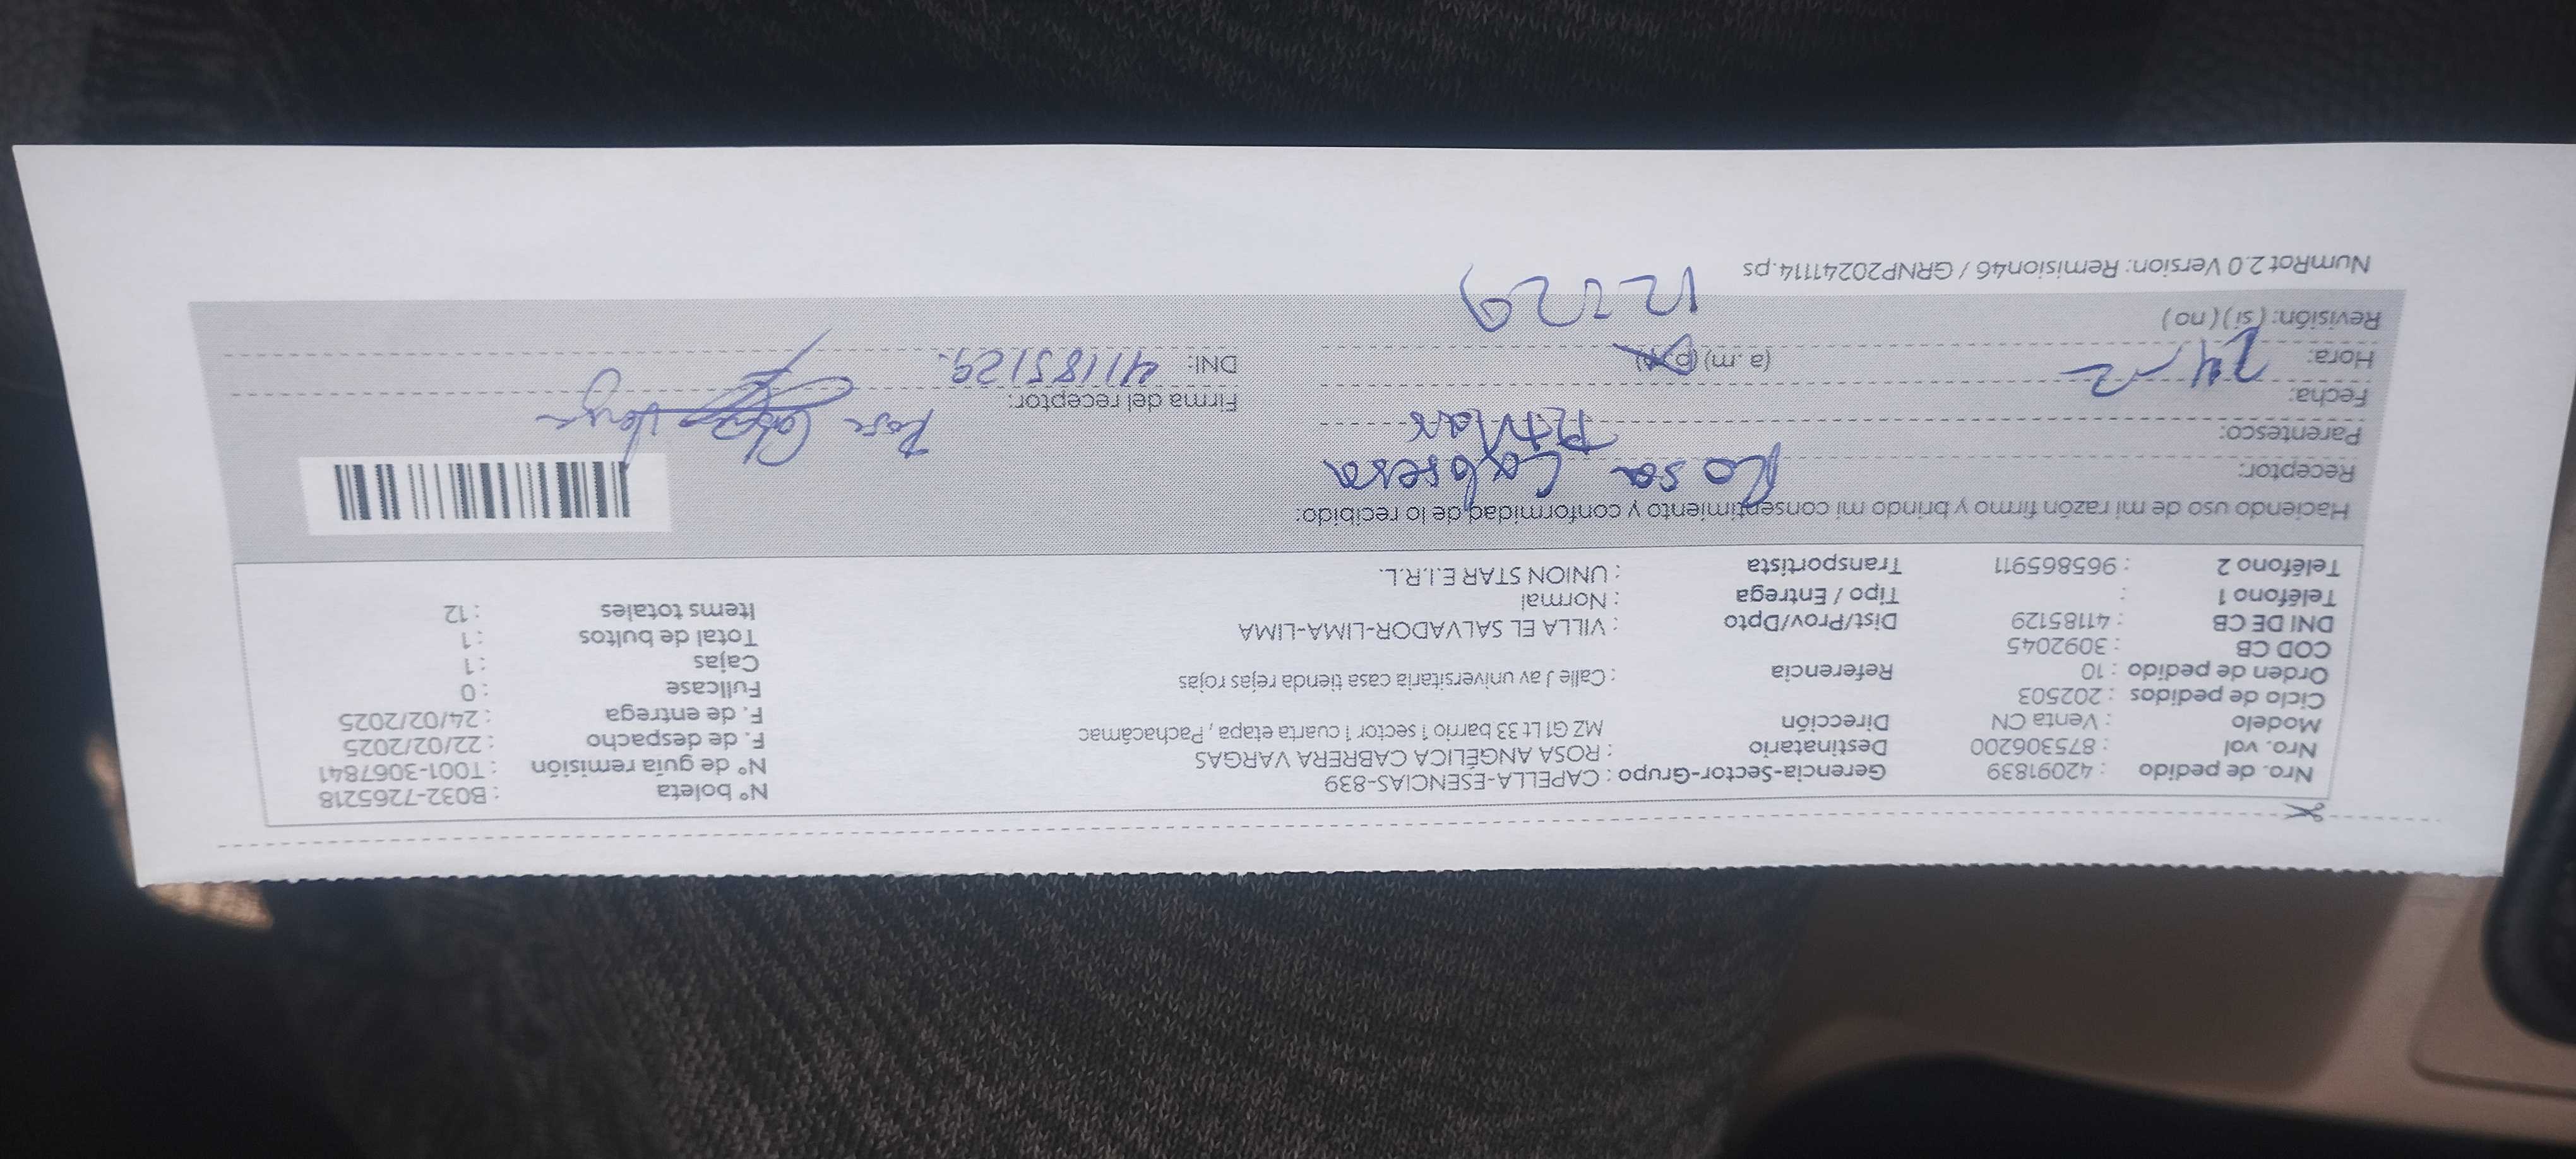 Nro. de pedido : 42091839 Gerencia-Sector-Grupo : CAPELLA-ESENCIAS-839 N° boleta : B032-7265218
Nro. vol : 875306200 Destinatario : ROSA ANGÉLICA CABRERA VARGAS N° de guía remisión : T001-3067841
Modelo : Venta CN Dirección MZ G1 Lt 33 barrio 1 sector 1 cuarta etapa , Pachacámac F. de despacho : 22/02/2025
Ciclo de pedidos : 202503 F. de entrega : 24/02/2025
Orden de pedido : 10 Referencia : Calle J av universitaria casa tienda rejas rojas Fullcase : 0
COD CB : 3092045 Cajas : 1
DNI DE CB : 41185129 Dist/Prov/Dpto : VILLA EL SALVADOR-LIMA-LIMA Total de bultos : 1
Teléfono 1 : Tipo / Entrega : Normal Items totales : 12
Teléfono 2 : 965865911 Transportista : UNION STAR E.I.R.L.
Haciendo uso de mi razón firmo y brindo mi consentimiento y conformidad de lo recibido:
Receptor: Rosa Cabrera
Parentesco: Titular
Fecha: 24 - 2 Firma del receptor: Rosa Cabrera Vargas
Hora: (a.m) (p.m) DNI: 41185129.
Revisión: (si) (no) 12:29
NumRot 2.0 Version: Remision46 / GRNP20241114.ps